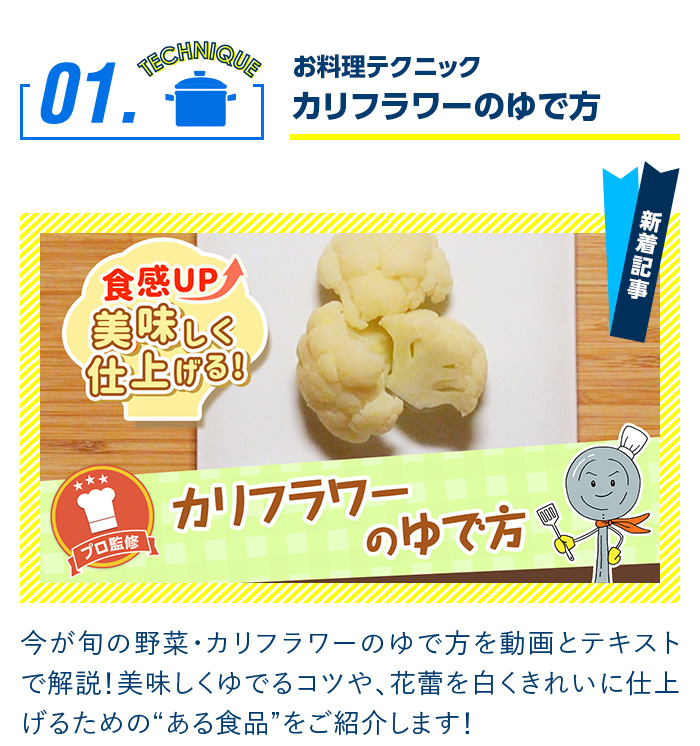 01.
TECHNIQUE
お料理テクニック
カリフラワーのゆで方
新着記事
食感UP
美味しく
仕上げる!
プロ監修
カリフラワー
のゆで方
今が旬の野菜・カリフラワーのゆで方を動画とテキスト
で解説!美味しくゆでるコツや、花蕾を白くきれいに仕上
げるための“ある食品”をご紹介します!